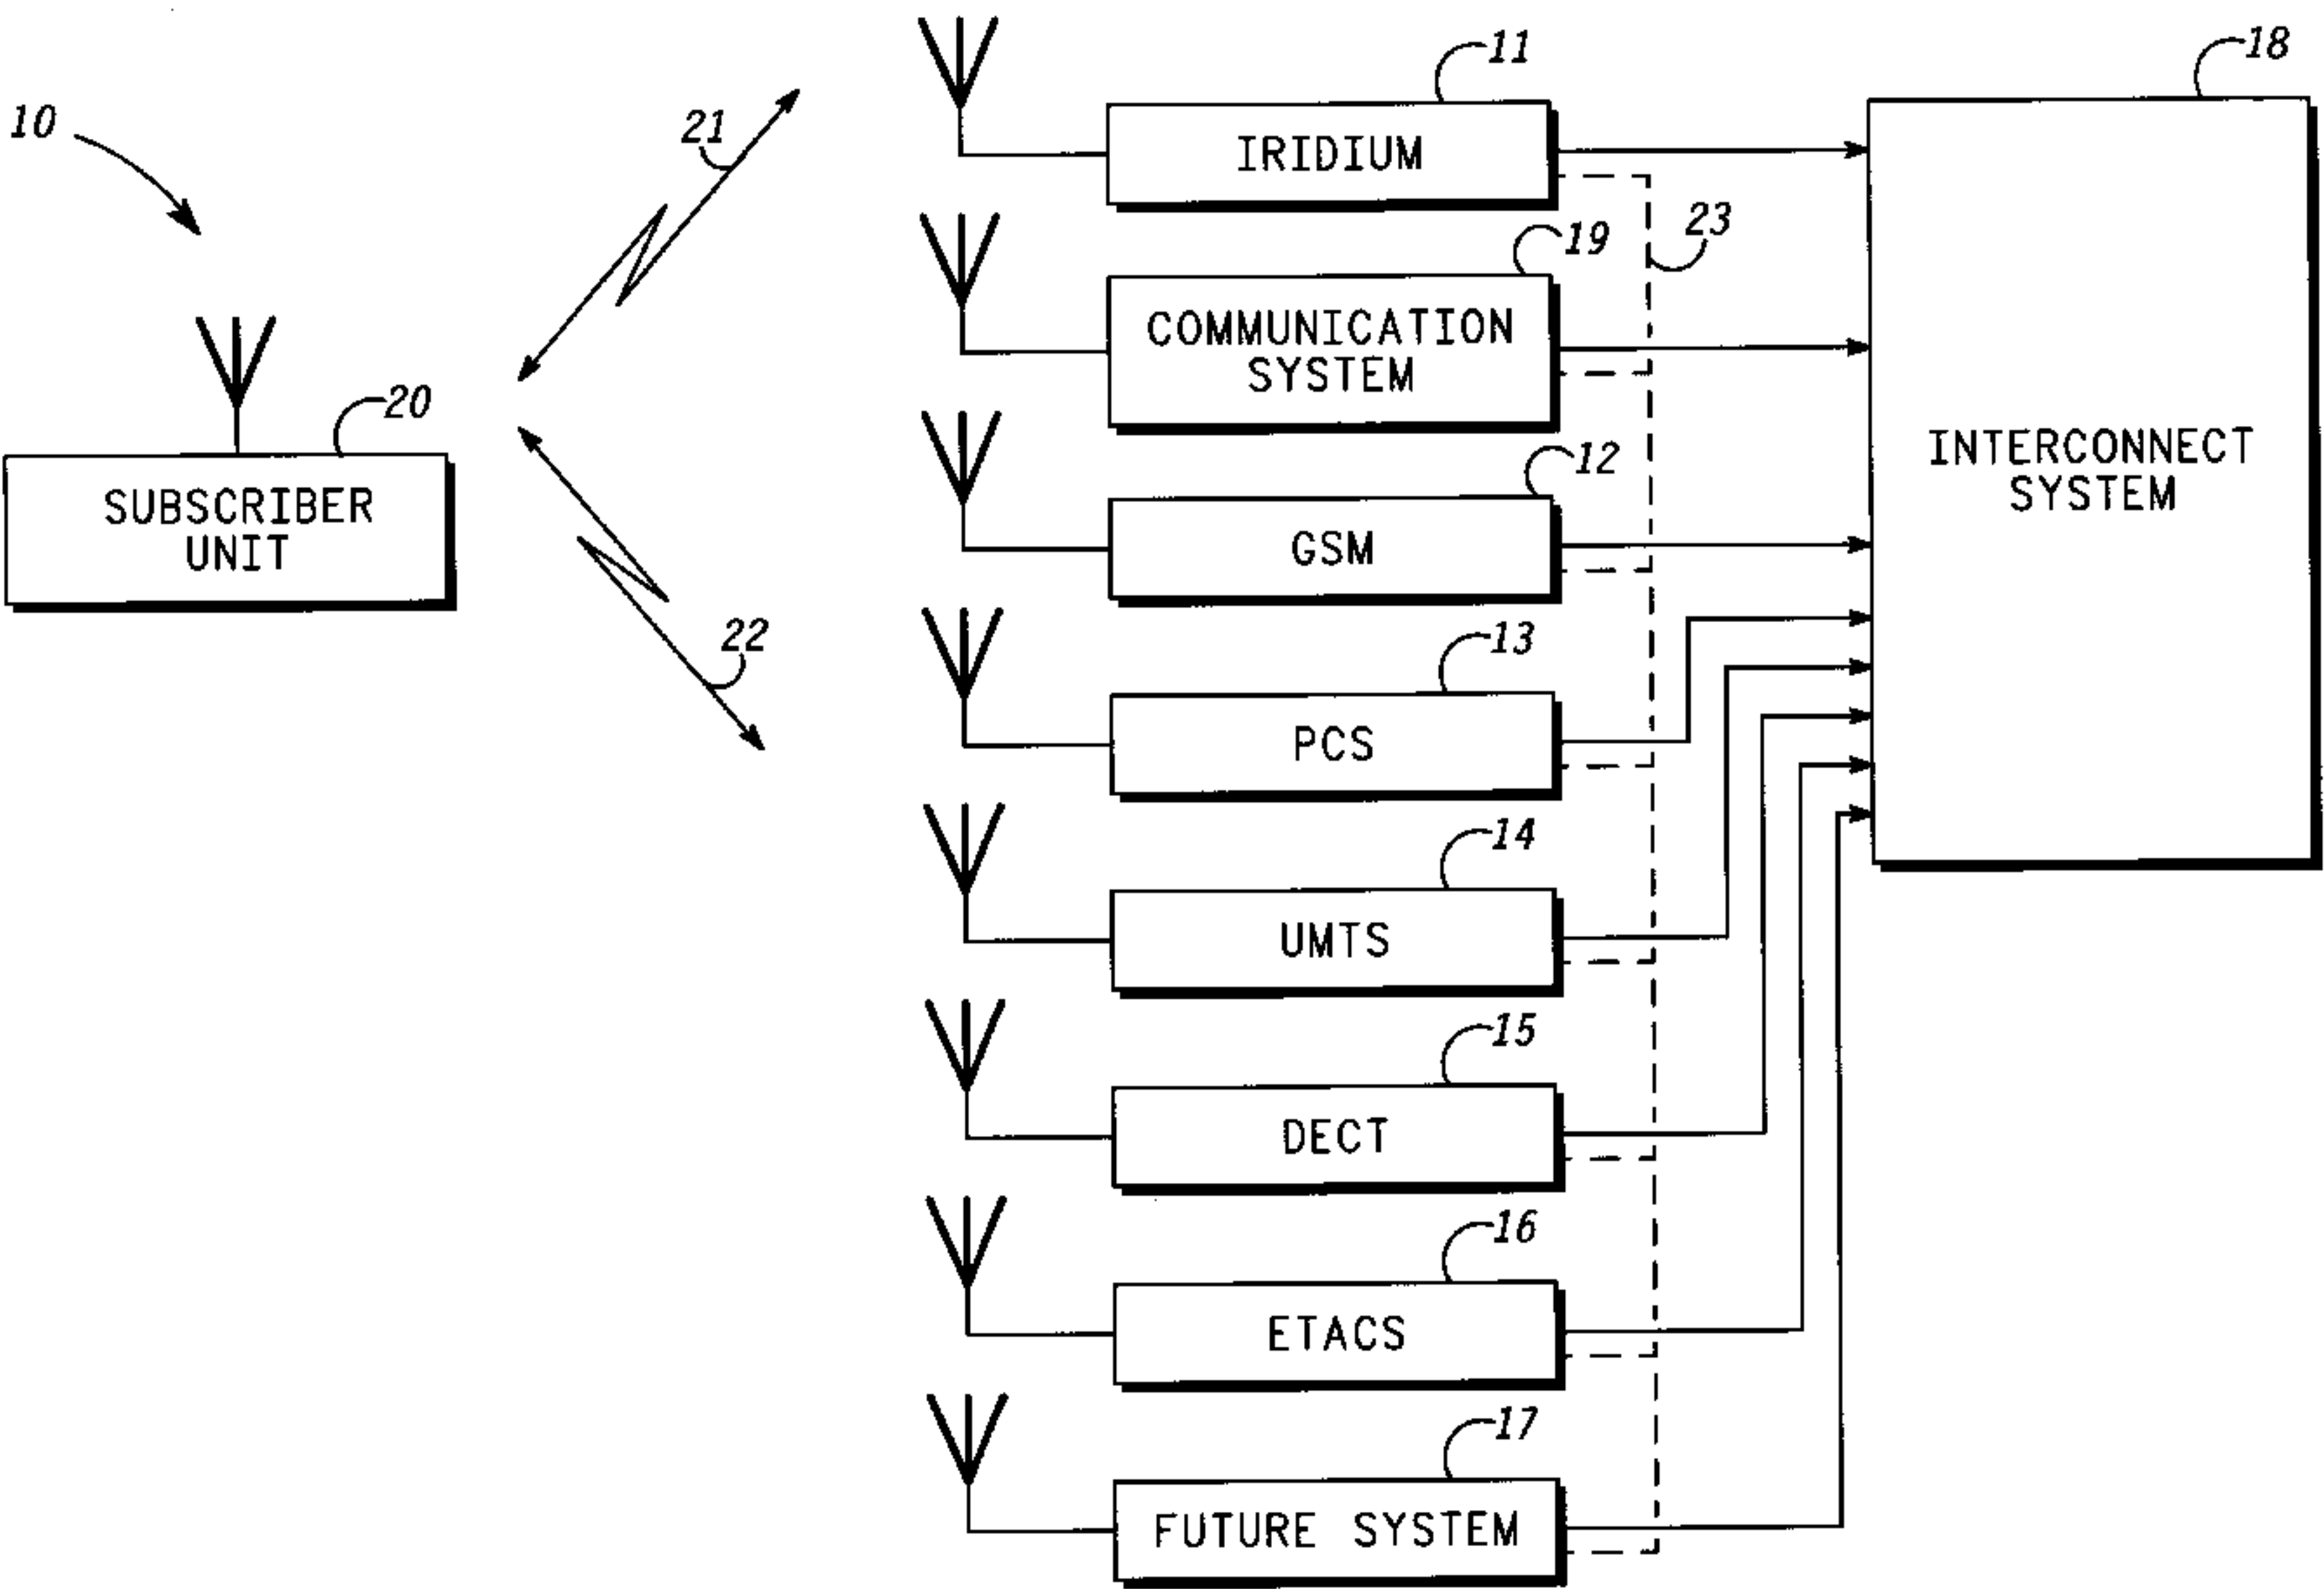 10
21
20
SUBSCRIBER
UNIT
22
11
IRIDIUM
19
COMMUNICATION
SYSTEM
23
12
GSM
13
PCS
14
UMTS
15
DECT
16
ETACS
17
FUTURE SYSTEM
18
INTERCONNECT
SYSTEM